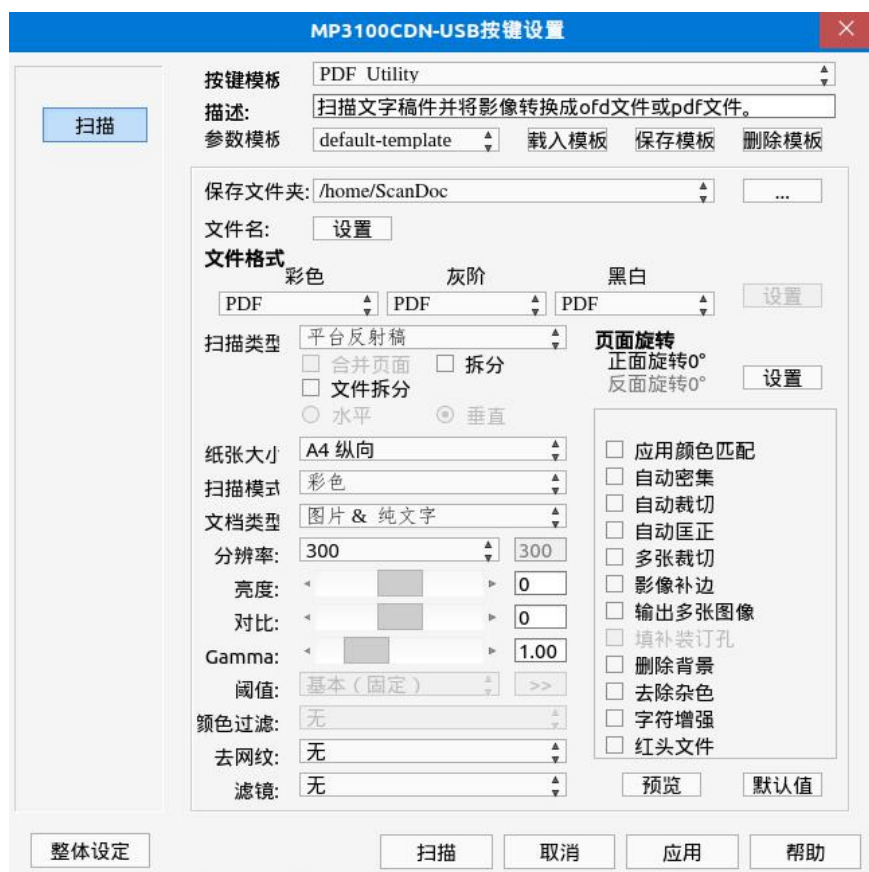 MP3100CDN-USB按键设置
扫描
按键模板 PDF Utility
描述: 扫描文字稿件并将影像转换成ofd文件或pdf文件。
参数模板 default-template 载入模板 保存模板 删除模板
保存文件夹: /home/ScanDoc ...
文件名: 设置
文件格式
彩色 灰阶 黑白
PDF PDF PDF 设置
扫描类型 平台反射稿
合并页面 拆分
文件拆分
水平 垂直
页面旋转
正面旋转0°
反面旋转0° 设置
纸张大小 A4 纵向
扫描模式 彩色
文档类型 图片 & 纯文字
分辨率: 300 300
亮度: 0
对比: 0
Gamma: 1.00
阈值: 基本（固定） >>
颜色过滤: 无
去网纹: 无
滤镜: 无
应用颜色匹配
自动密集
自动裁切
自动匡正
多张裁切
影像补边
输出多张图像
填补装订孔
删除背景
去除杂色
字符增强
红头文件
预览 默认值
整体设定 扫描 取消 应用 帮助